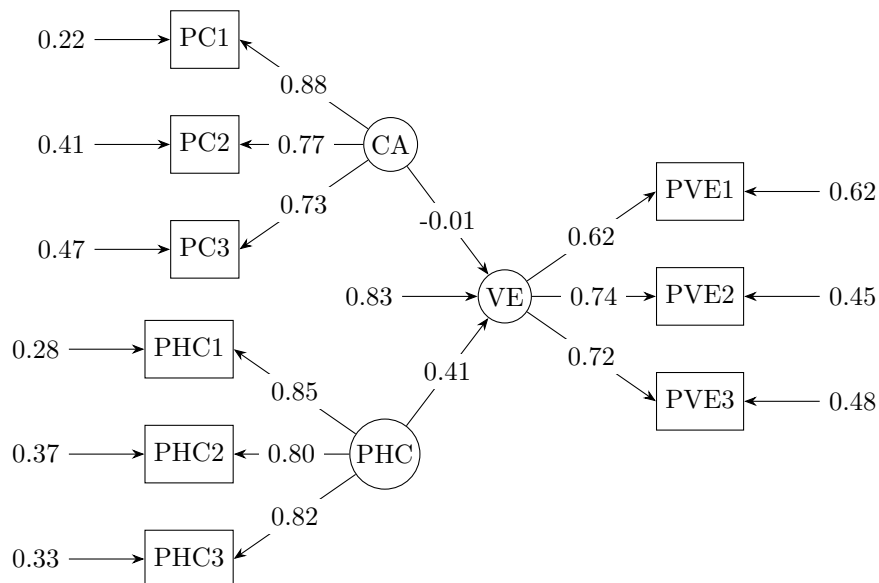 0.22 PC1
0.88
0.41 PC2 0.77 CA
0.73
0.47 PC3
-0.01
PVE1 0.62
0.62
0.83 VE 0.74 PVE2 0.45
0.72
0.28 PHC1
0.41
PVE3 0.48
0.85
0.37 PHC2 0.80 PHC
0.82
0.33 PHC3